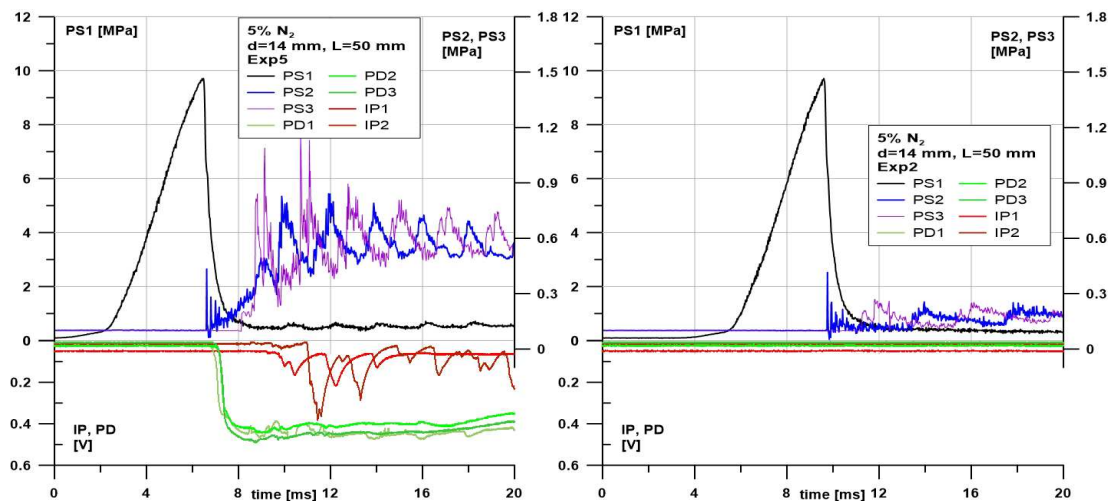 12
10
8
6
4
2
0
0.2
0.4
0.6
PS1 [MPa]
5% N2
d=14 mm, L=50 mm
Exp5
PS1 PD2
PS2 PD3
PS3 IP1
PD1 IP2
PS2, PS3
[MPa]
1.8
1.5
1.2
0.9
0.6
0.3
0
IP, PD
[V]
0 4 8 12 16 20
time [ms]
12
10
8
6
4
2
0
0.2
0.4
0.6
PS1 [MPa]
PS2, PS3
[MPa]
5% N2
d=14 mm, L=50 mm
Exp2
PS1 PD2
PS2 PD3
PS3 IP1
PD1 IP2
1.8
1.5
1.2
0.9
0.6
0.3
0
IP, PD
[V]
0 4 8 12 16 20
time [ms]